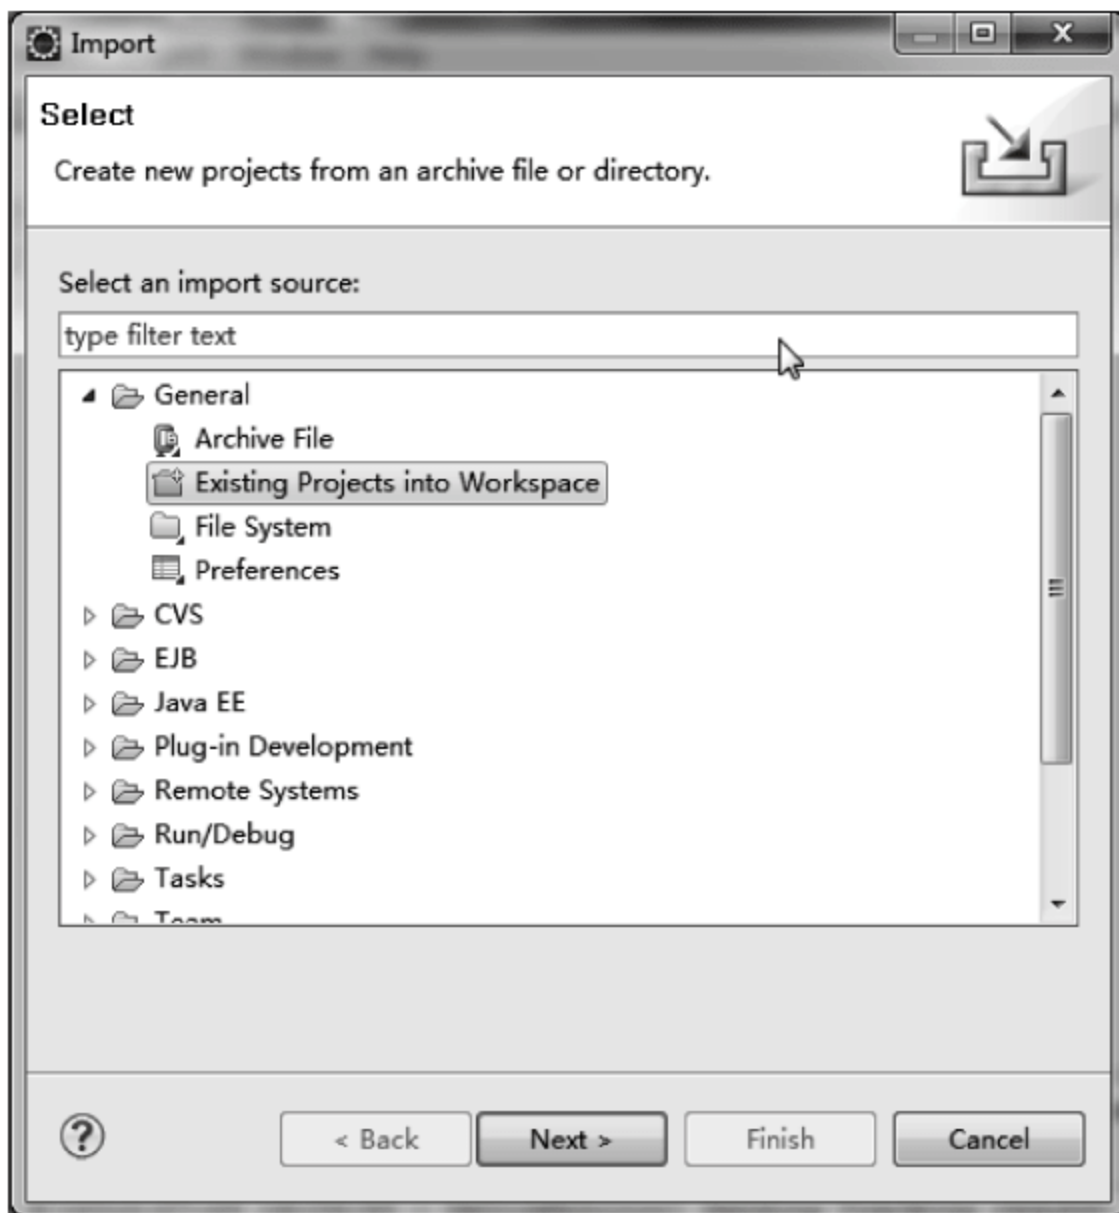 Import
Select
Create new projects from an archive file or directory.
Select an import source:
type filter text
General
Archive File
Existing Projects into Workspace
File System
Preferences
CVS
EJB
Java EE
Plug-in Development
Remote Systems
Run/Debug
Tasks
Team
?
< Back Next > Finish Cancel